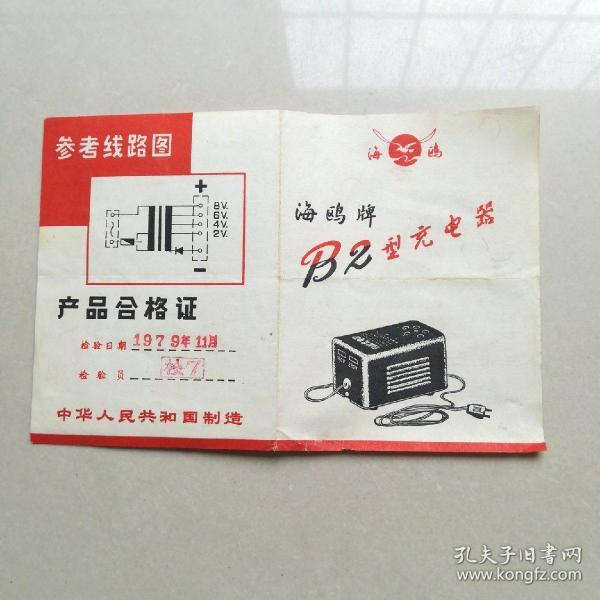 参考线路图
+
8V.
6V.
4V.
2V.
-
产品合格证
检验日期 1979年11月
检验员 检7
中华人民共和国制造
海鸥
海鸥牌
B2型充电器
孔夫子旧书网
www.kongfz.com